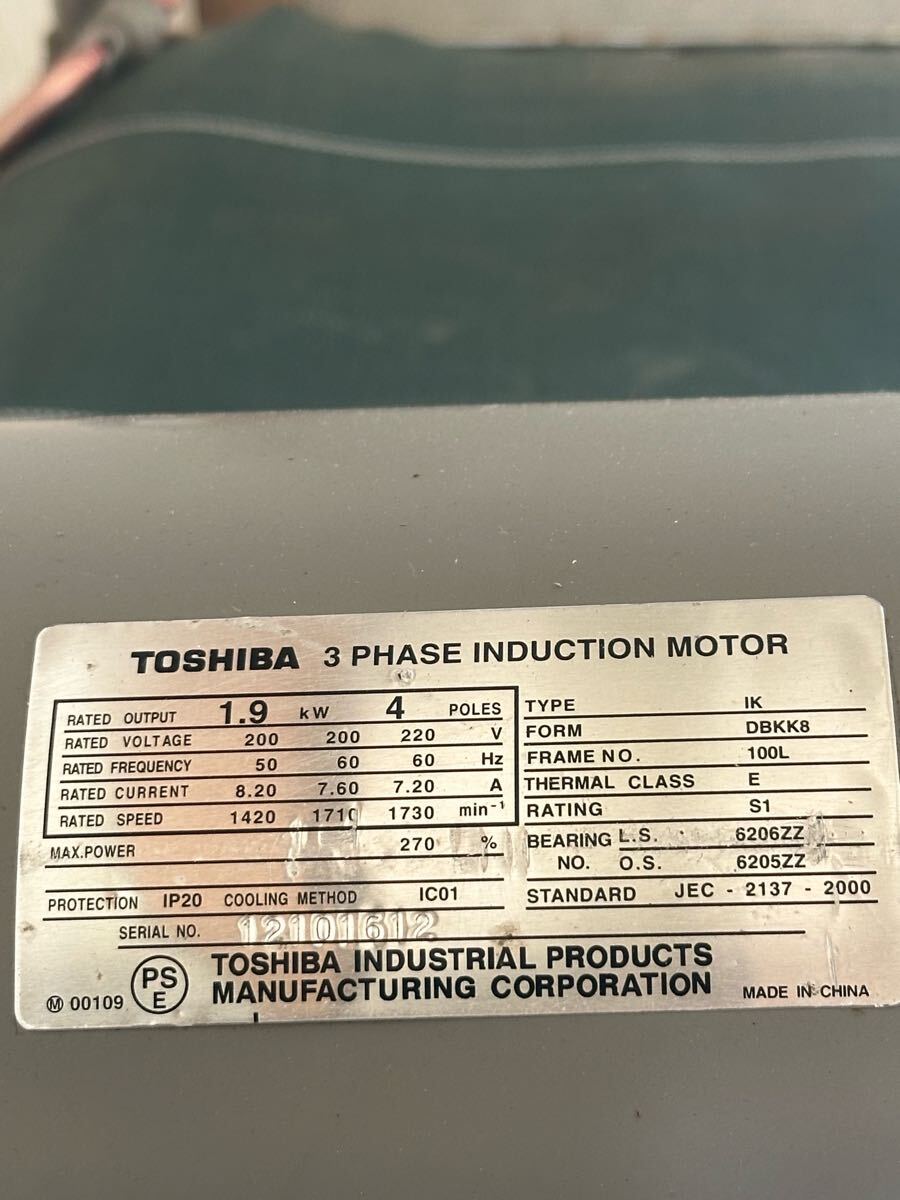 TOSHIBA 3 PHASE INDUCTION MOTOR
RATED OUTPUT 1.9 kW 4 POLES
RATED VOLTAGE 200 200 220 V
RATED FREQUENCY 50 60 60 Hz
RATED CURRENT 8.20 7.60 7.20 A
RATED SPEED 1420 1710 1730 min⁻¹
MAX.POWER 270 %
TYPE IK
FORM DBKK8
FRAME NO. 100L
THERMAL CLASS E
RATING S1
BEARING L.S. 6206ZZ
NO. O.S. 6205ZZ
PROTECTION IP20 COOLING METHOD IC01
STANDARD JEC - 2137 - 2000
SERIAL NO. 12101612
Ⓜ 00109
PS
E
TOSHIBA INDUSTRIAL PRODUCTS
MANUFACTURING CORPORATION
MADE IN CHINA